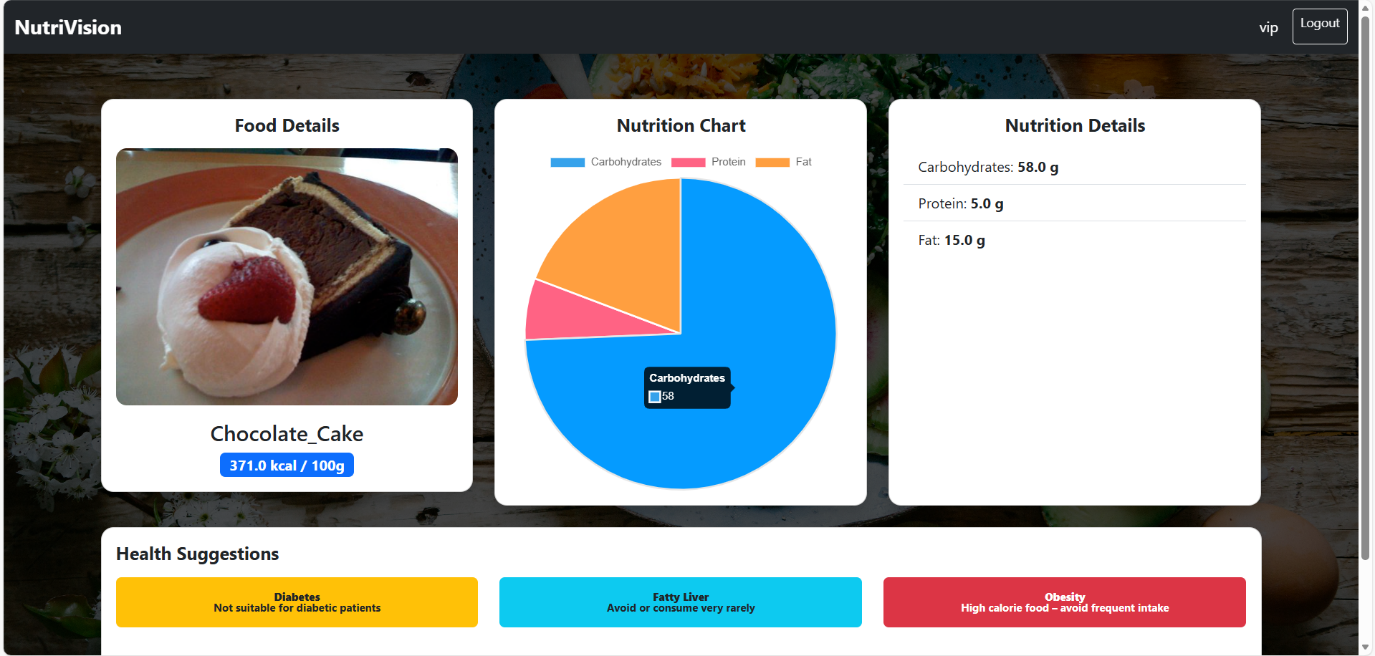 NutriVision
vip
Logout
Food Details
Chocolate_Cake
371.0 kcal / 100g
Nutrition Chart
Carbohydrates Protein Fat
Carbohydrates
58
Nutrition Details
Carbohydrates: 58.0 g
Protein: 5.0 g
Fat: 15.0 g
Health Suggestions
Diabetes
Not suitable for diabetic patients
Fatty Liver
Avoid or consume very rarely
Obesity
High calorie food – avoid frequent intake